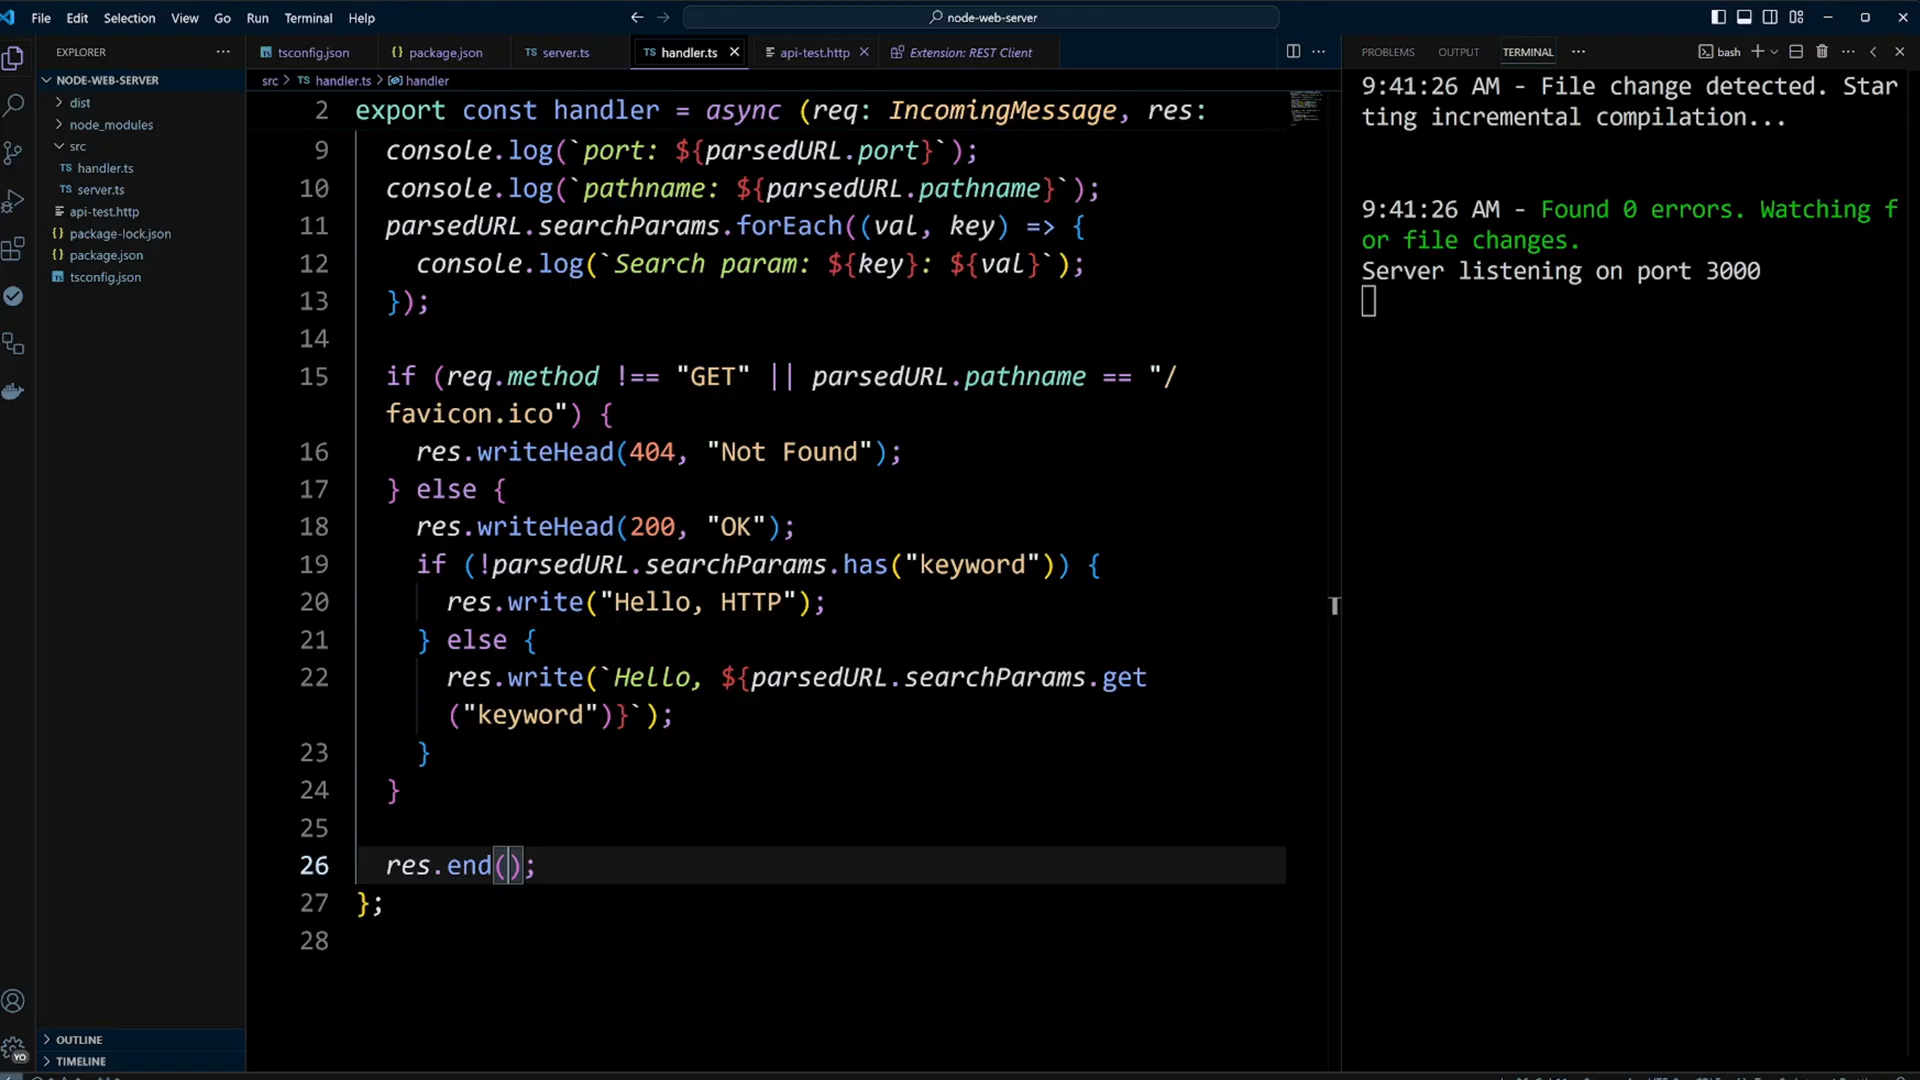 File Edit Selection View Go Run Terminal Help
node-web-server
EXPLORER
NODE-WEB-SERVER
dist
node_modules
src
TS handler.ts
TS server.ts
api-test.http
{} package-lock.json
{} package.json
tsconfig.json
OUTLINE
TIMELINE
YO
tsconfig.json
{} package.json
TS server.ts
TS handler.ts
api-test.http
Extension: REST Client
src > TS handler.ts > handler
2 export const handler = async (req: IncomingMessage, res:
9 console.log(`port: ${parsedURL.port}`);
10 console.log(`pathname: ${parsedURL.pathname}`);
11 parsedURL.searchParams.forEach((val, key) => {
12 console.log(`Search param: ${key}: ${val}`);
13 });
14
15 if (req.method !== "GET" || parsedURL.pathname == "/
favicon.ico") {
16 res.writeHead(404, "Not Found");
17 } else {
18 res.writeHead(200, "OK");
19 if (!parsedURL.searchParams.has("keyword")) {
20 res.write("Hello, HTTP");
21 } else {
22 res.write(`Hello, ${parsedURL.searchParams.get
("keyword")}`);
23 }
24 }
25
26 res.end();
27 };
28
PROBLEMS OUTPUT TERMINAL
bash
9:41:26 AM - File change detected. Star
ting incremental compilation...
9:41:26 AM - Found 0 errors. Watching f
or file changes.
Server listening on port 3000